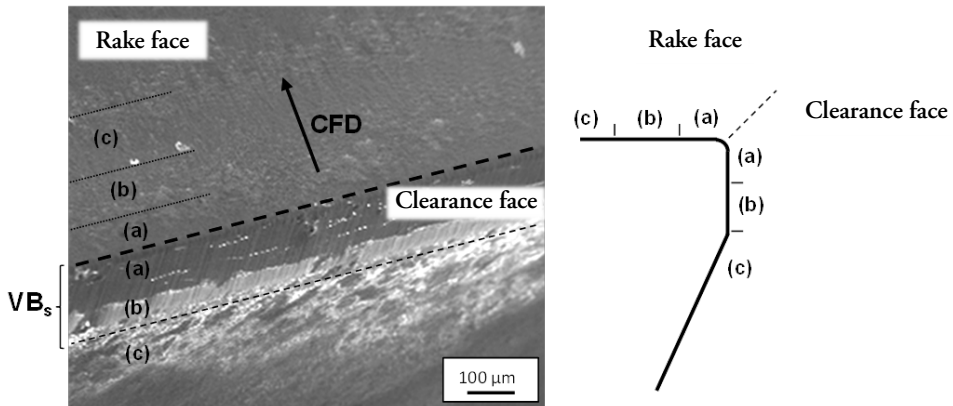 Rake face
(c)
CFD
(b)
Clearance face
(a)
(a)
VBs
(b)
(c)
100 μm
Rake face
Clearance face
(c) (b) (a)
(a)
(b)
(c)